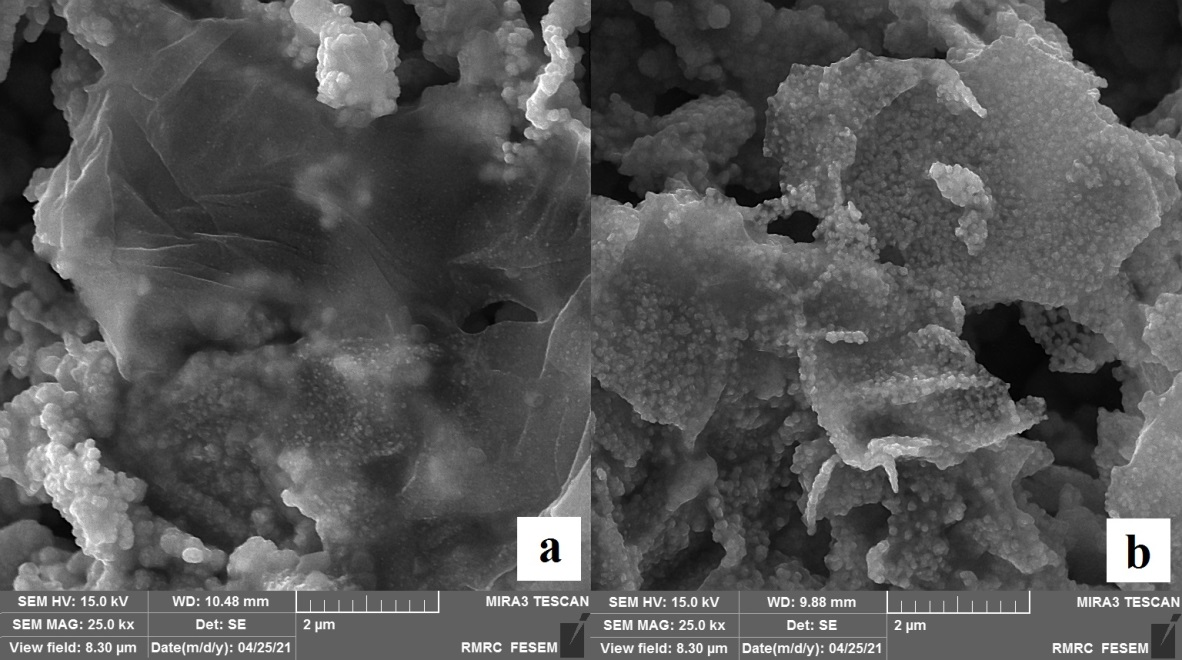 a
SEM HV: 15.0 kV WD: 10.48 mm MIRA3 TESCAN
SEM MAG: 25.0 kx Det: SE 2 µm
View field: 8.30 µm Date(m/d/y): 04/25/21 RMRC FESEM
b
SEM HV: 15.0 kV WD: 9.88 mm MIRA3 TESCAN
SEM MAG: 25.0 kx Det: SE 2 µm
View field: 8.30 µm Date(m/d/y): 04/25/21 RMRC FESEM